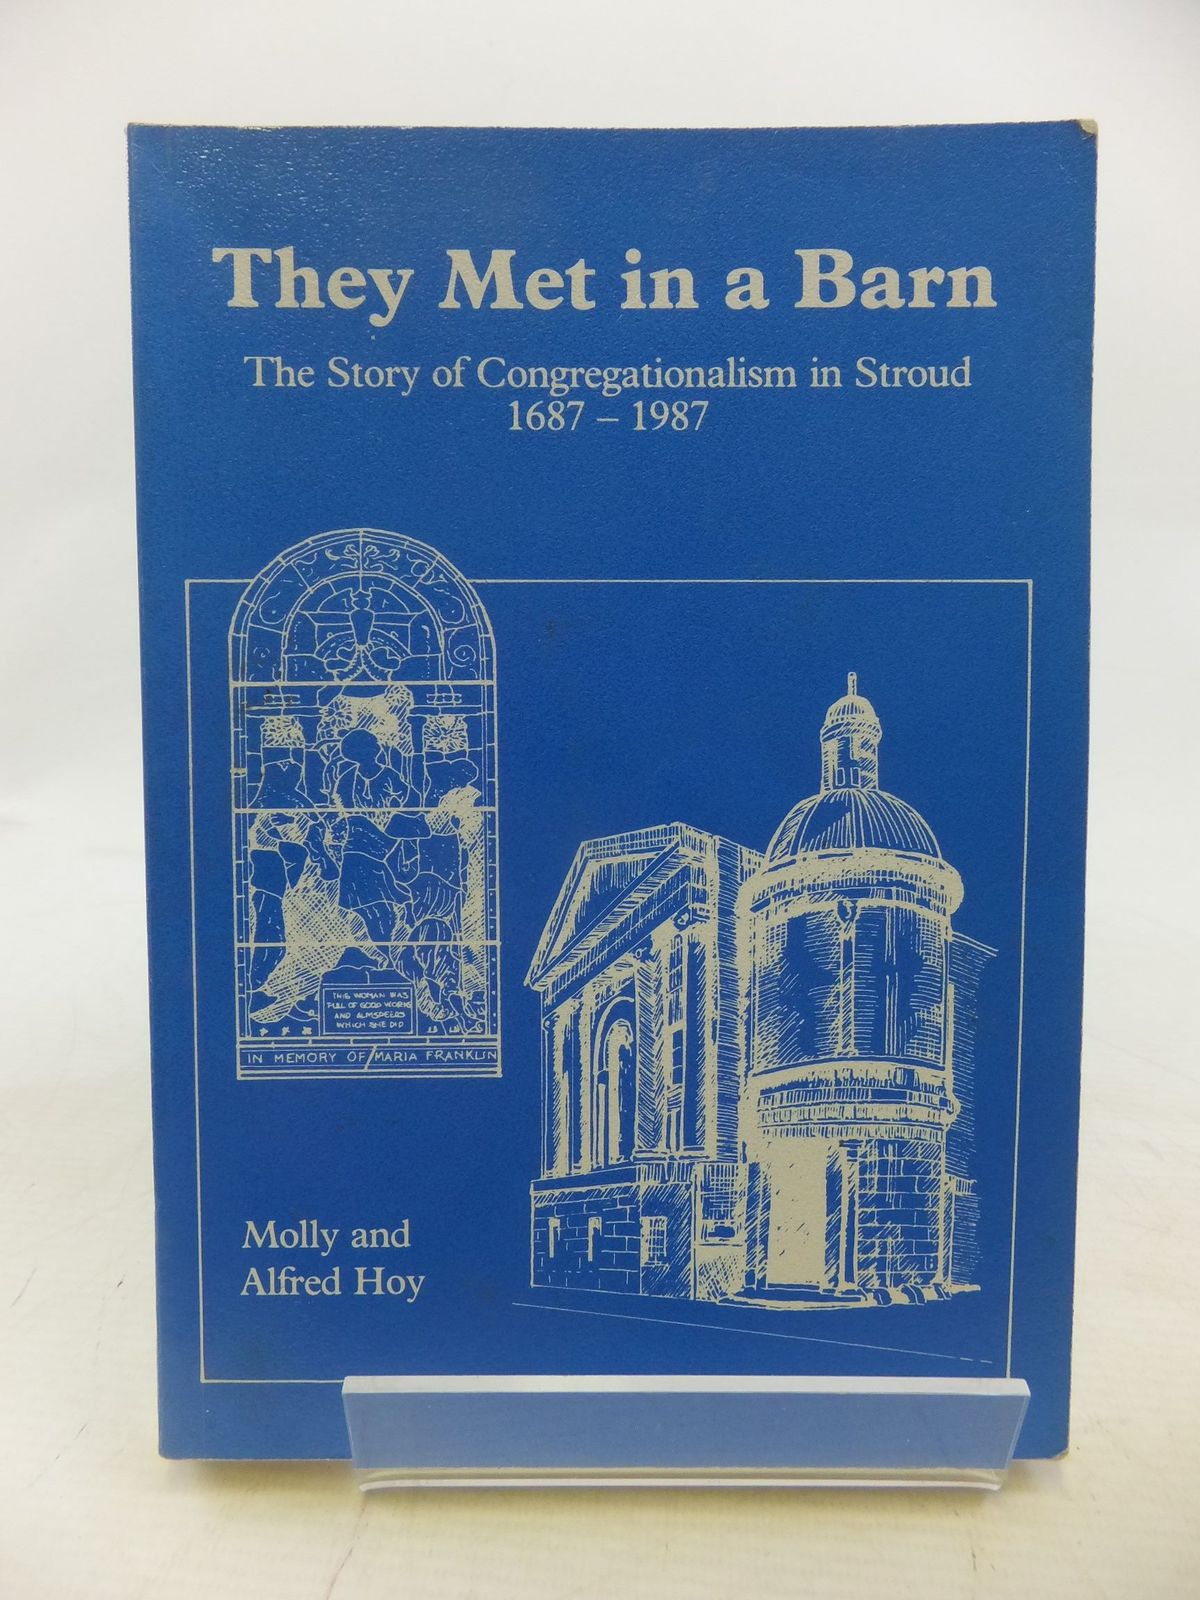 They Met in a Barn
The Story of Congregationalism in Stroud
1687 – 1987
THIS WOMAN WAS
FULL OF GOOD WORKS
AND ALMSDEEDS
WHICH SHE DID
IN MEMORY OF MARIA FRANKLIN
Molly and
Alfred Hoy